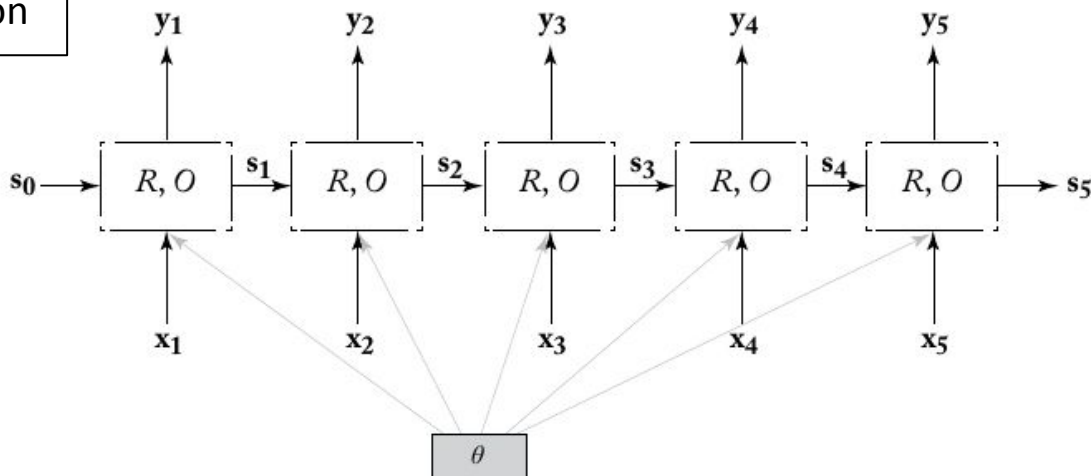 on
y1 y2 y3 y4 y5
s0 R, O s1 R, O s2 R, O s3 R, O s4 R, O s5
x1 x2 x3 x4 x5
θ